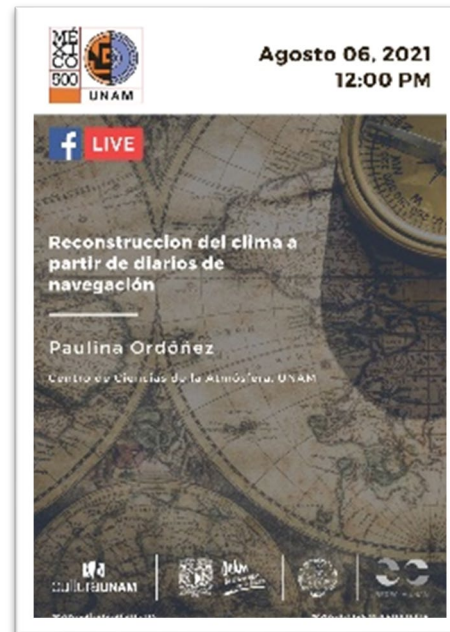 MÉ
XI
CO
500
UNAM
Agosto 06, 2021
12:00 PM
f LIVE
Reconstruccion del clima a
partir de diarios de
navegación
Paulina Ordóñez
Centro de Ciencias de la Atmósfera, UNAM
culturaUNAM